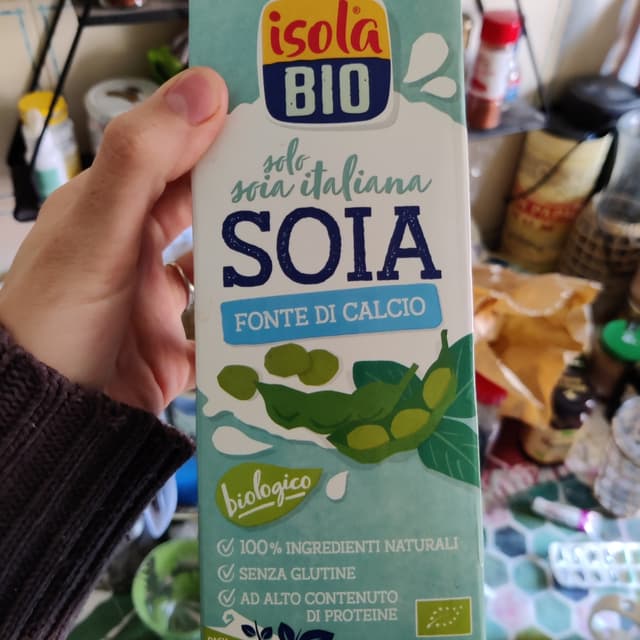 isola
BIO
solo
soia italiana
SOIA
FONTE DI CALCIO
biologico
100% INGREDIENTI NATURALI
SENZA GLUTINE
AD ALTO CONTENUTO
DI PROTEINE